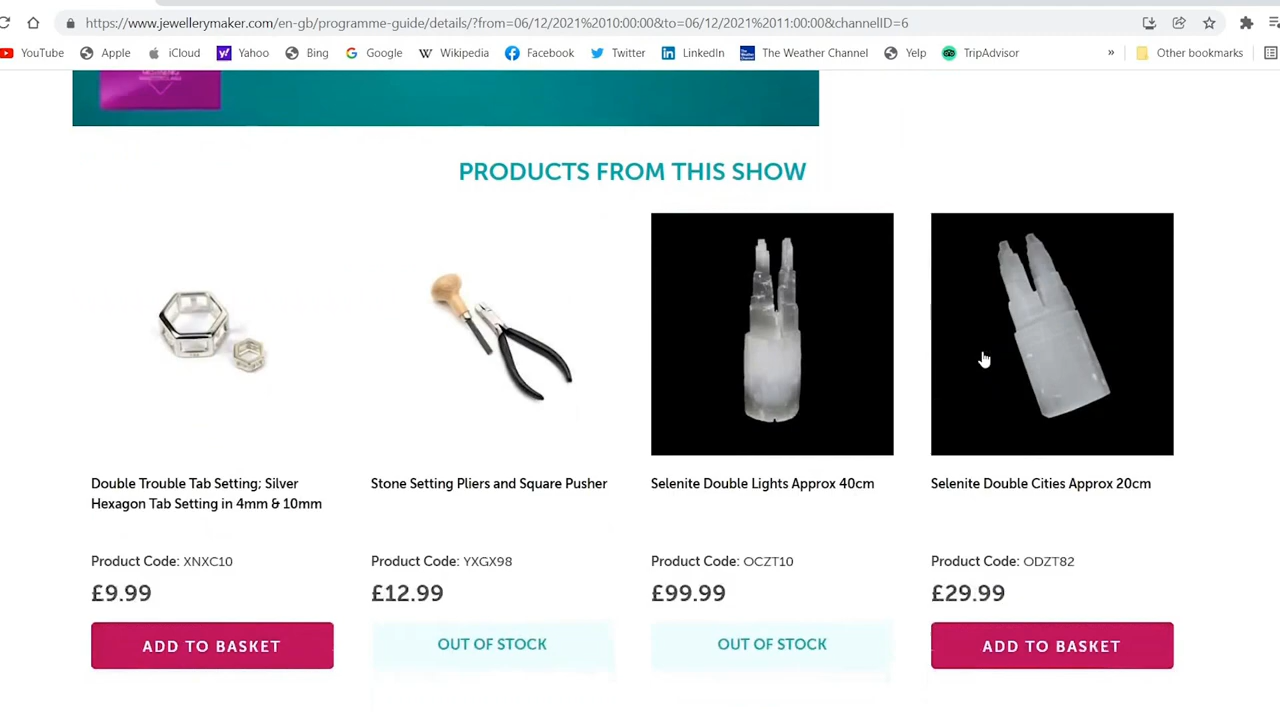 https://www.jewellerymaker.com/en-gb/programme-guide/details/?from=06/12/2021%2010:00:00&to=06/12/2021%2011:00:00&channelID=6
YouTube Apple iCloud Yahoo Bing Google Wikipedia Facebook Twitter LinkedIn The Weather Channel Yelp TripAdvisor » Other bookmarks
PRODUCTS FROM THIS SHOW
Double Trouble Tab Setting; Silver
Hexagon Tab Setting in 4mm & 10mm
Product Code: XNXC10
£9.99
ADD TO BASKET
Stone Setting Pliers and Square Pusher
Product Code: YXGX98
£12.99
OUT OF STOCK
Selenite Double Lights Approx 40cm
Product Code: OCZT10
£99.99
OUT OF STOCK
Selenite Double Cities Approx 20cm
Product Code: ODZT82
£29.99
ADD TO BASKET